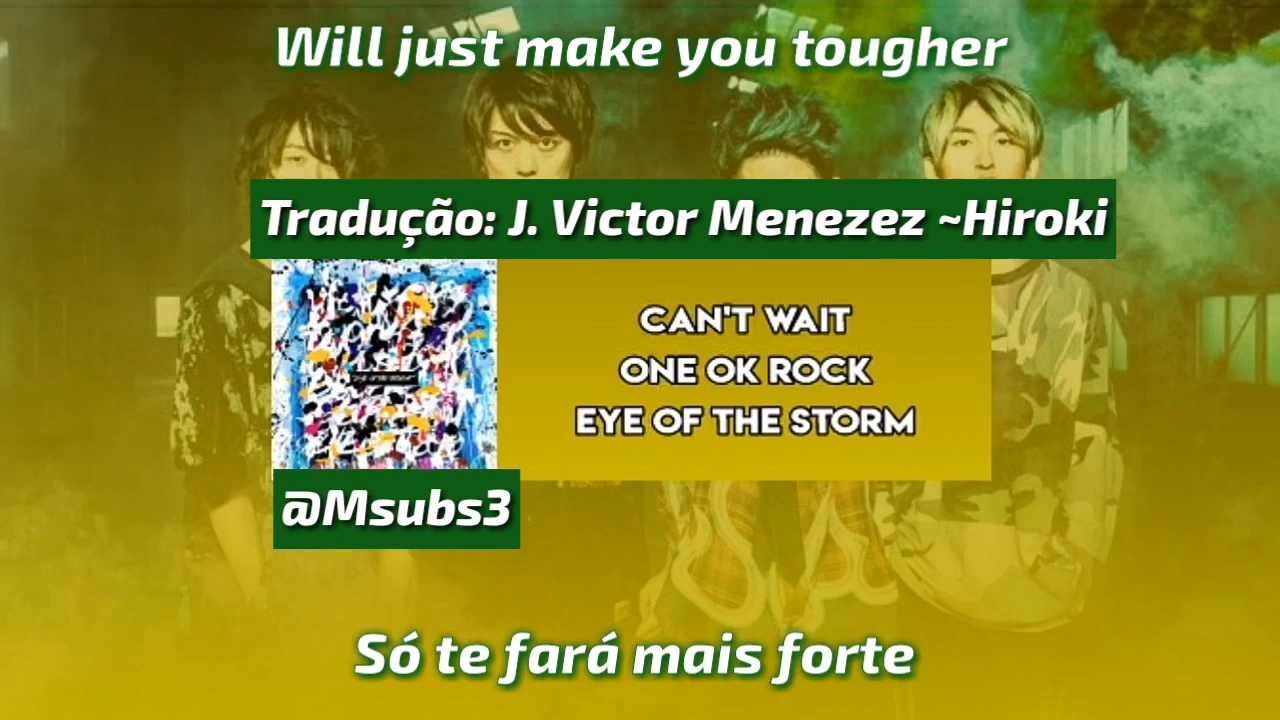 Will just make you tougher
Tradução: J. Victor Menezez ~Hiroki
CAN'T WAIT
ONE OK ROCK
EYE OF THE STORM
@Msubs3
Só te fará mais forte